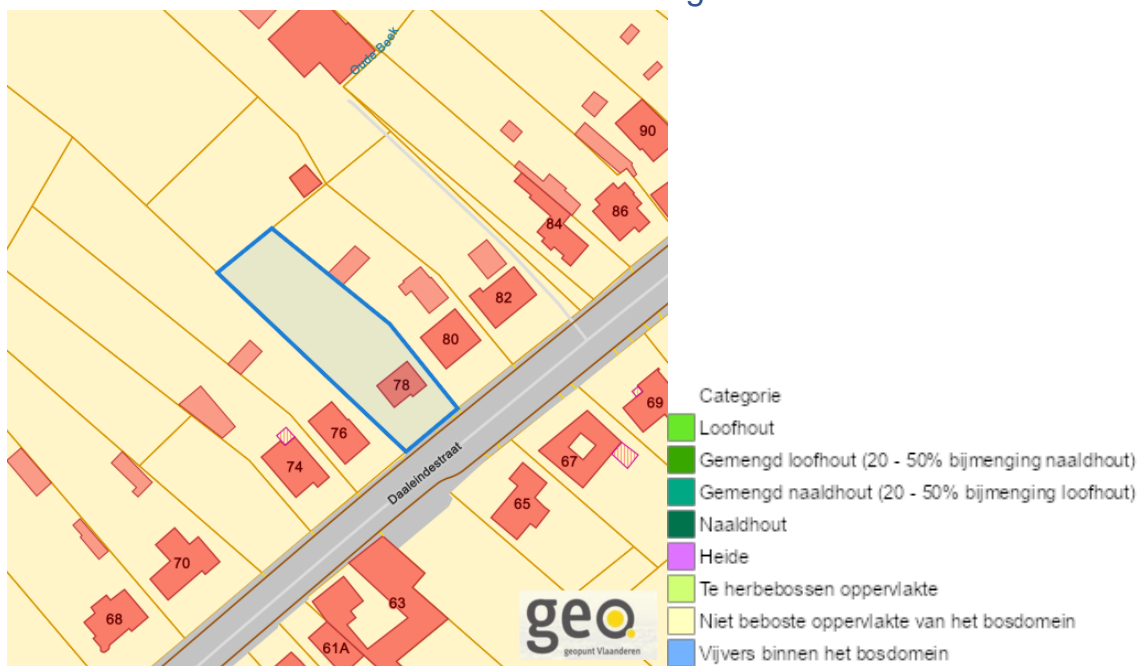 Oude Beek
90
86
84
82
80
78
76
74
69
67
65
70
68
63
61A
Daaleindestraat
geo.
geopunt Vlaanderen
Categorie
Loofhout
Gemengd loofhout (20 - 50% bijmenging naaldhout)
Gemengd naaldhout (20 - 50% bijmenging loofhout)
Naaldhout
Heide
Te herbebossen oppervlakte
Niet beboste oppervlakte van het bosdomein
Vijvers binnen het bosdomein